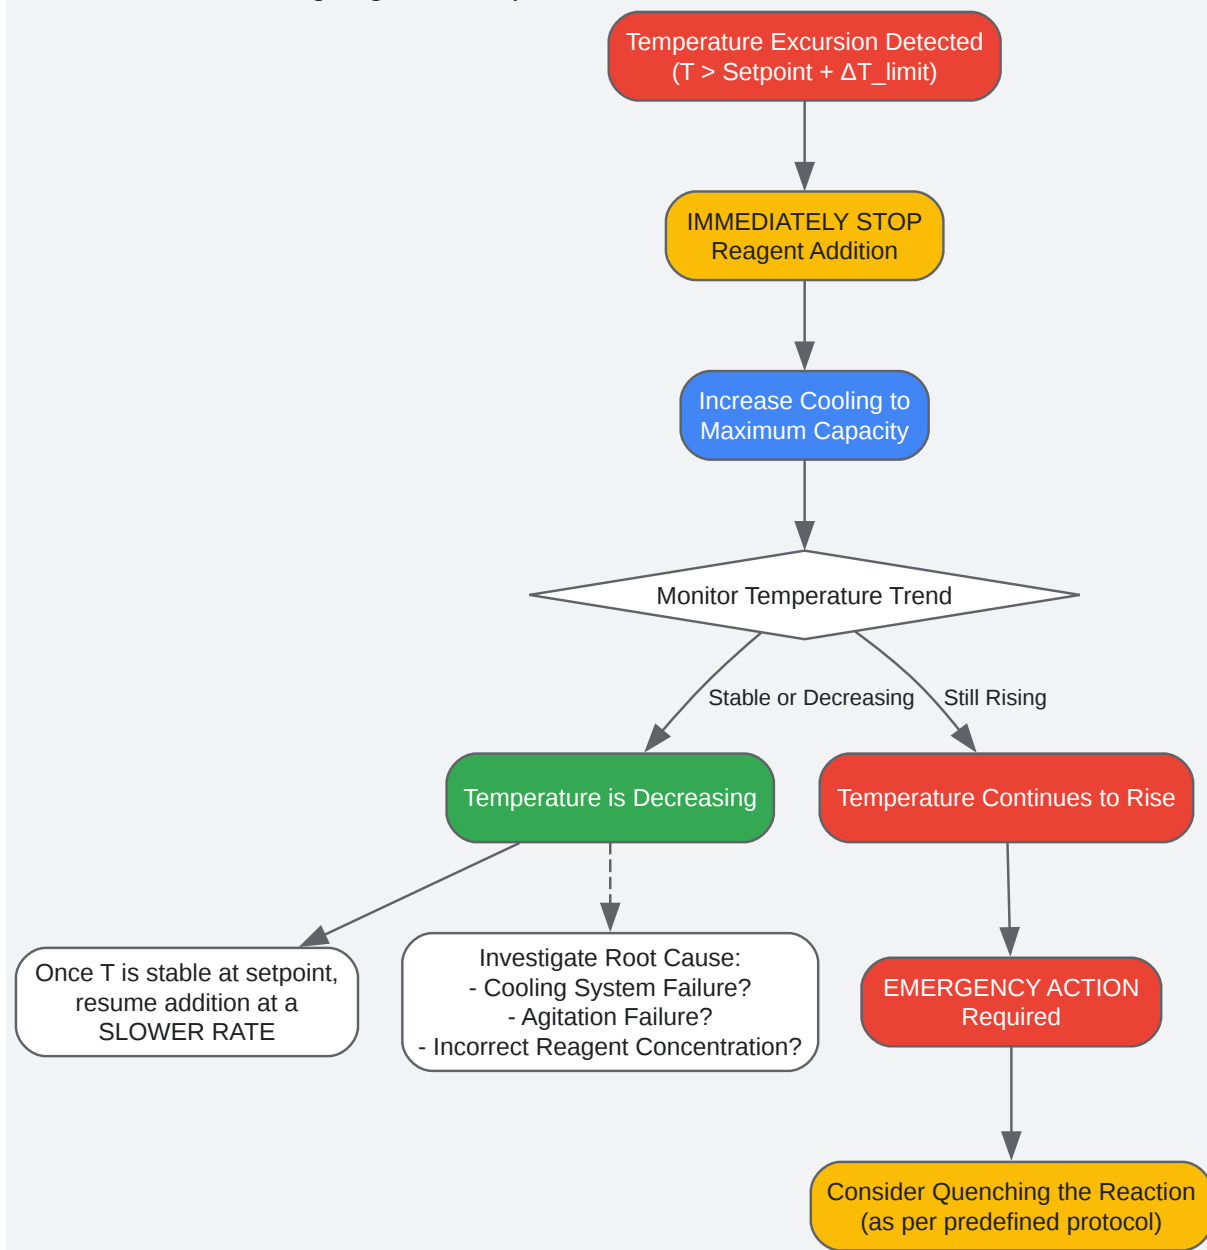 Temperature Excursion Detected
(T > Setpoint + ΔT_limit)
IMMEDIATELY STOP
Reagent Addition
Increase Cooling to
Maximum Capacity
Monitor Temperature Trend
Stable or Decreasing
Still Rising
Temperature is Decreasing
Temperature Continues to Rise
Once T is stable at setpoint,
resume addition at a
SLOWER RATE
Investigate Root Cause:
- Cooling System Failure?
- Agitation Failure?
- Incorrect Reagent Concentration?
EMERGENCY ACTION
Required
Consider Quenching the Reaction
(as per predefined protocol)